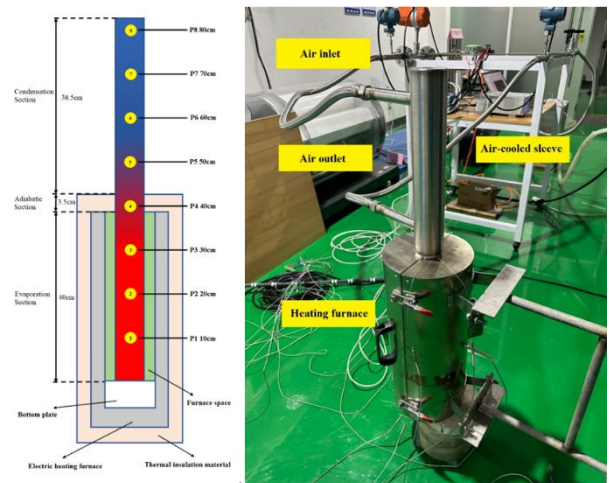 P8 80cm
P7 70cm
P6 60cm
P5 50cm
P4 40cm
P3 30cm
P2 20cm
P1 10cm
8
7
6
5
4
3
2
1
Condensation
Section
36.5cm
Adiabatic
Section
3.5cm
Evaporation
Section
40cm
Bottom plate
Furnace space
Electric heating furnace
Thermal insulation material
Air inlet
Air outlet
Air-cooled sleeve
Heating furnace